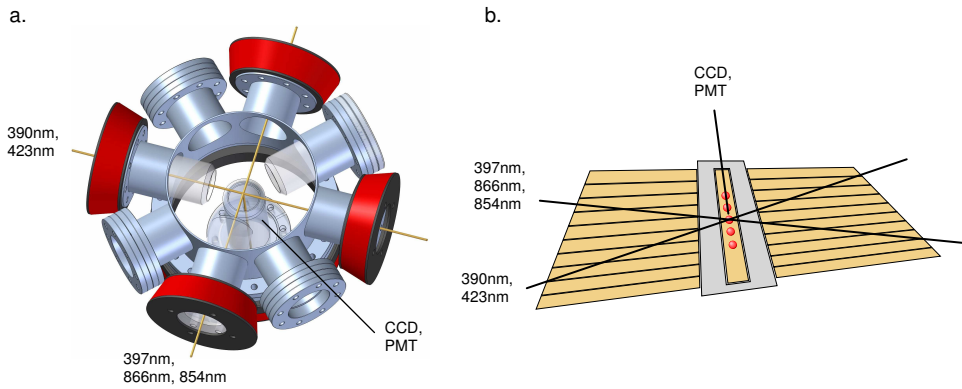 a.
390nm,
423nm
CCD,
PMT
397nm,
866nm, 854nm
b.
CCD,
PMT
397nm,
866nm,
854nm
390nm,
423nm